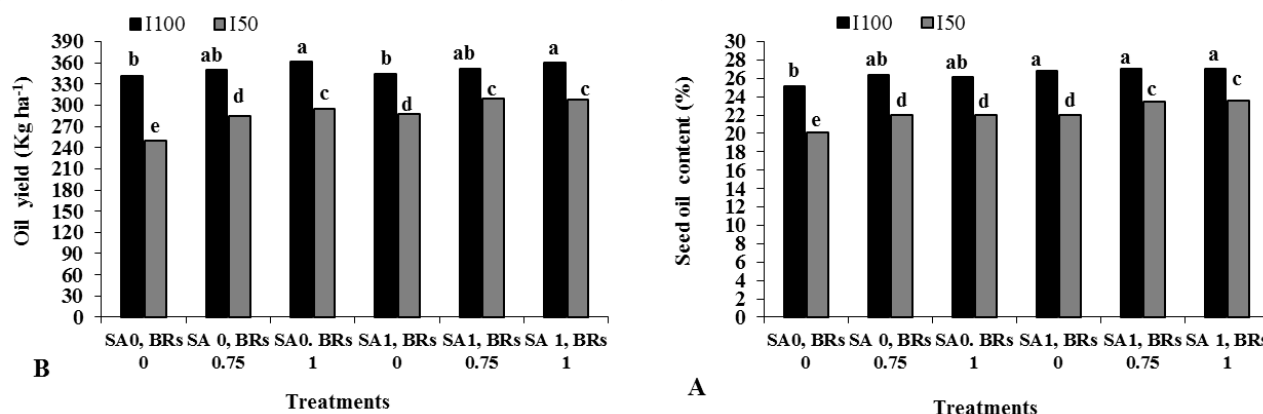 I100 I50
Oil yield (Kg ha-1)
390
360
330
300
270
240
210
180
150
120
90
60
30
0
b ab a b ab a
e d c d c c
SA0, BRs 0
SA 0, BRs 0.75
SA0. BRs 1
SA1, BRs 0
SA1, BRs 0.75
SA 1, BRs 1
B
Treatments
I100 I50
Seed oil content (%)
30
28
26
24
22
20
18
16
14
12
10
8
6
4
2
0
b ab ab a a a
e d d d c c
SA0, BRs 0
SA 0, BRs 0.75
SA0. BRs 1
SA1, BRs 0
SA1, BRs 0.75
SA 1, BRs 1
A
Treatments